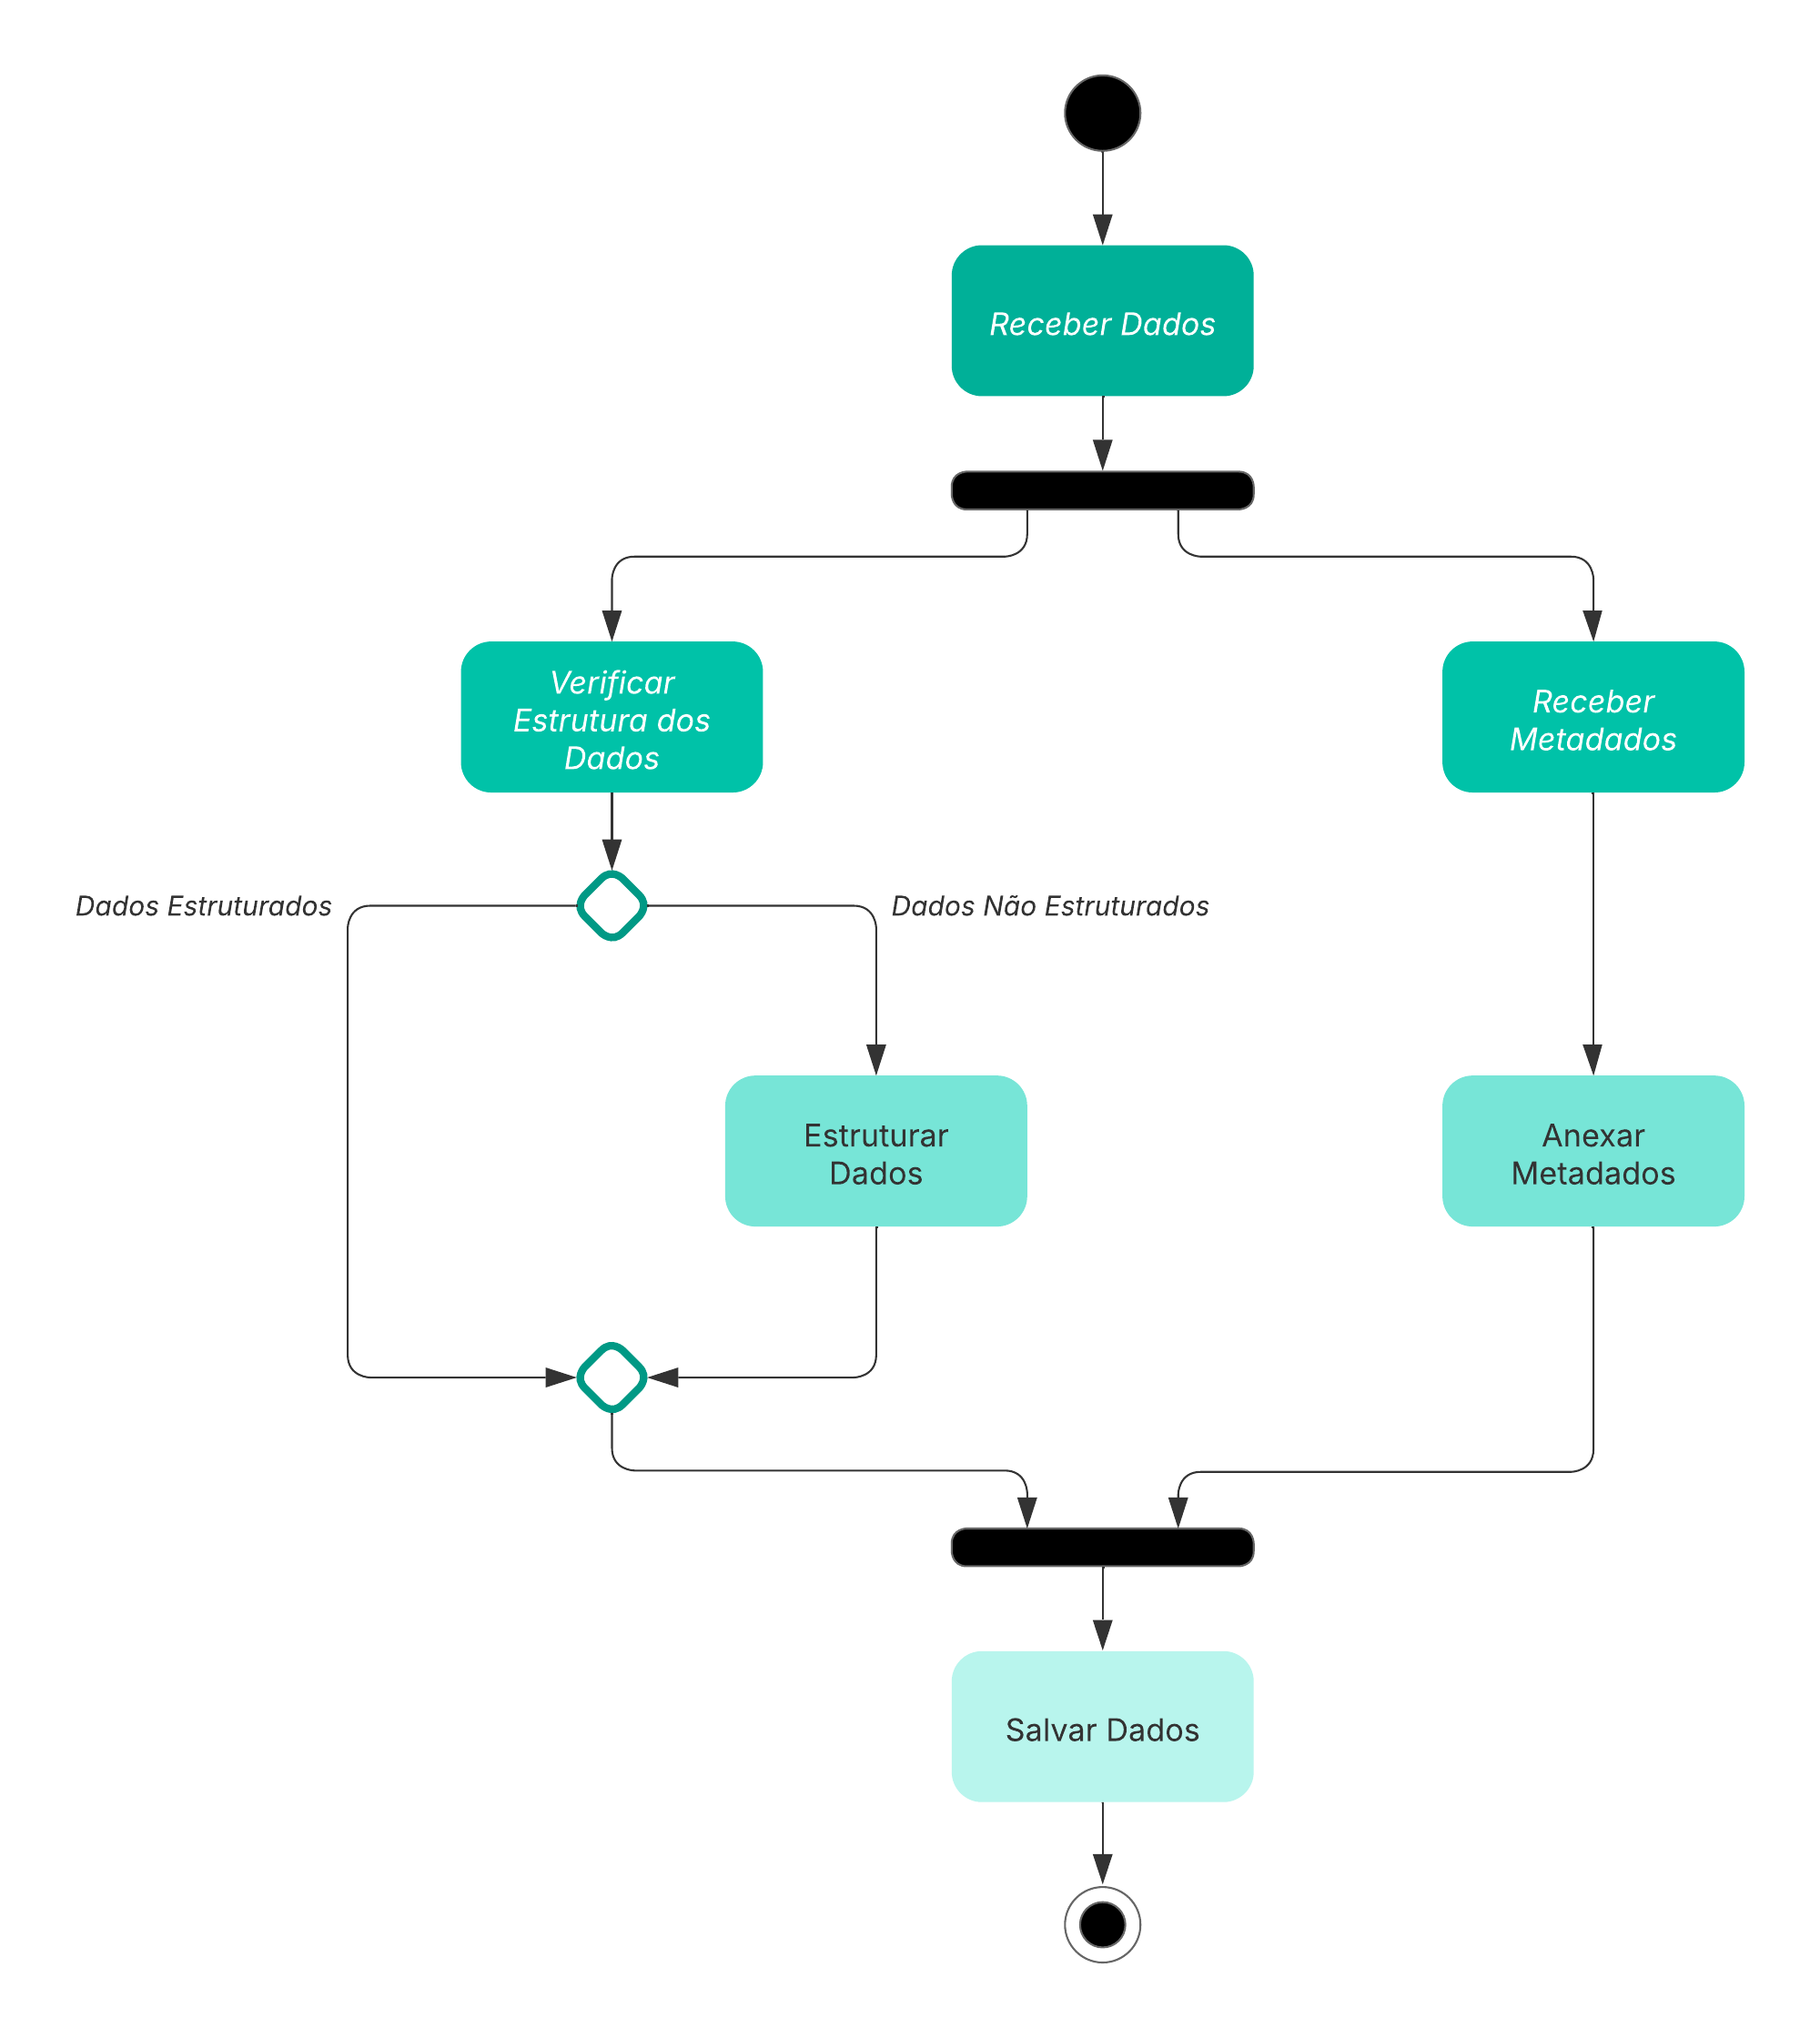 Receber Dados
Verificar
Estrutura dos
Dados
Receber
Metadados
Dados Estruturados
Dados Não Estruturados
Estruturar
Dados
Anexar
Metadados
Salvar Dados